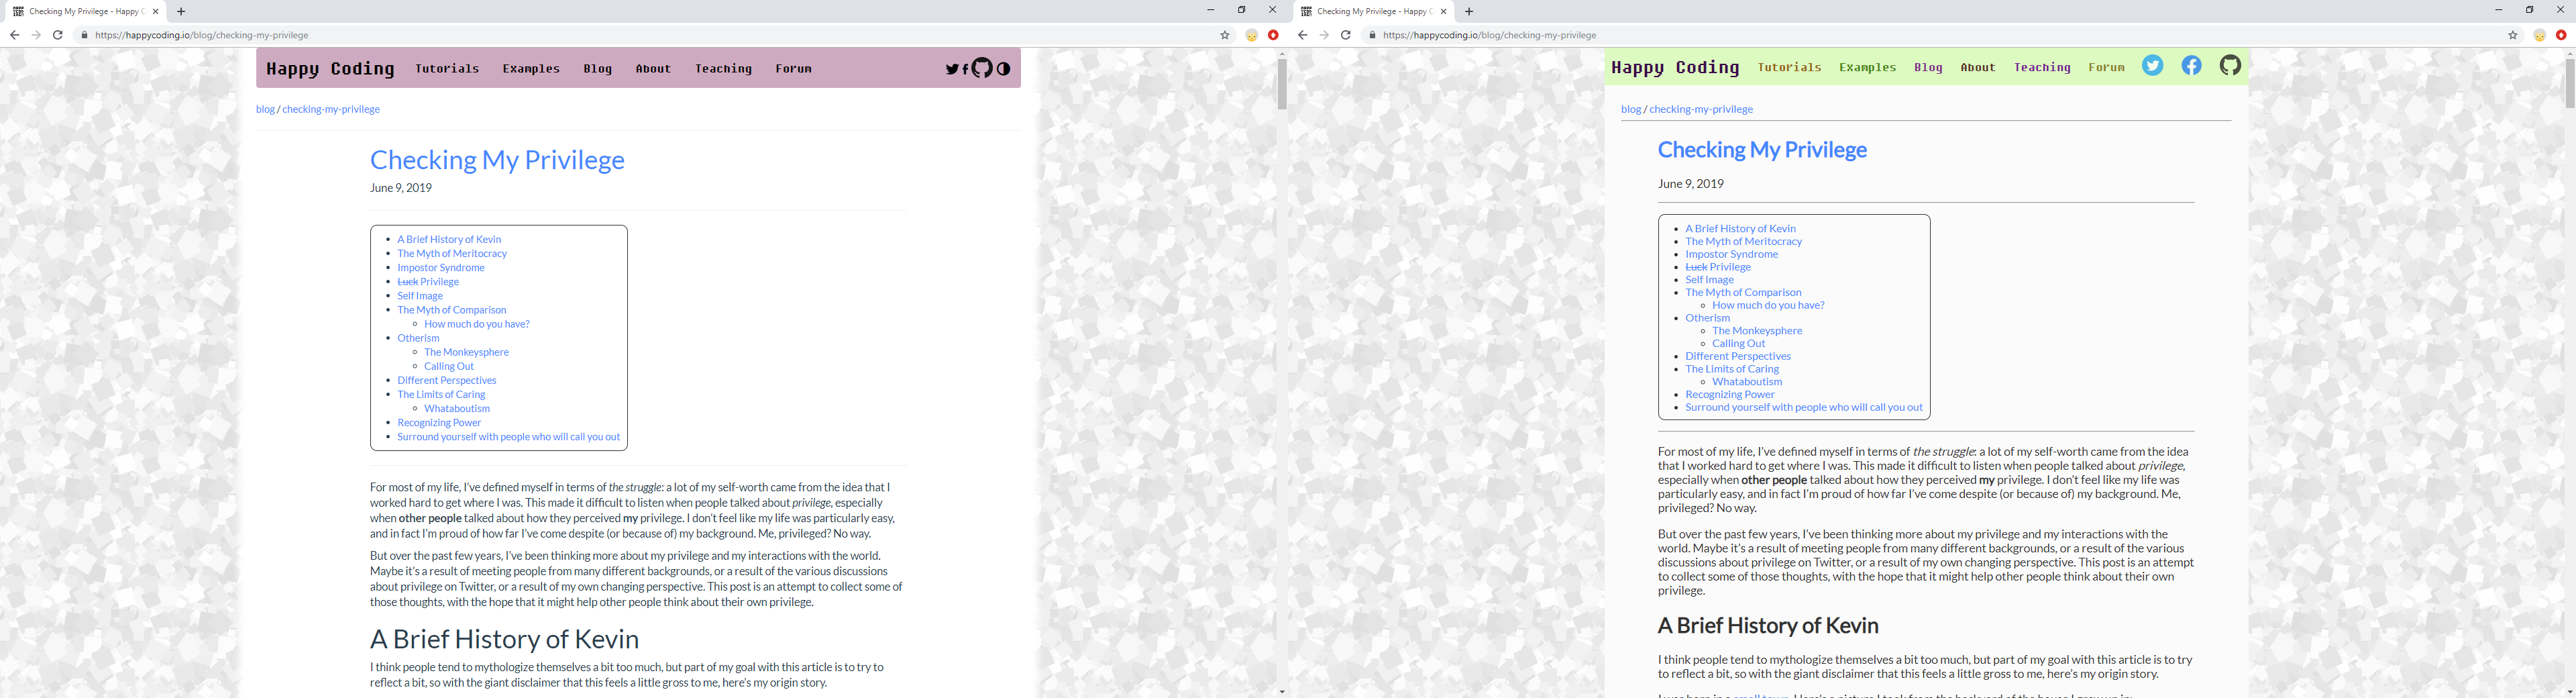 Checking My Privilege - Happy C
https://happycoding.io/blog/checking-my-privilege
Happy Coding Tutorials Examples Blog About Teaching Forum
blog / checking-my-privilege
Checking My Privilege
June 9, 2019
A Brief History of Kevin
The Myth of Meritocracy
Impostor Syndrome
Luck Privilege
Self Image
The Myth of Comparison
How much do you have?
Otherism
The Monkeysphere
Calling Out
Different Perspectives
The Limits of Caring
Whataboutism
Recognizing Power
Surround yourself with people who will call you out
For most of my life, I've defined myself in terms of the struggle: a lot of my self-worth came from the idea that I
worked hard to get where I was. This made it difficult to listen when people talked about privilege, especially
when other people talked about how they perceived my privilege. I don't feel like my life was particularly easy,
and in fact I'm proud of how far I've come despite (or because of) my background. Me, privileged? No way.
But over the past few years, I've been thinking more about my privilege and my interactions with the world.
Maybe it's a result of meeting people from many different backgrounds, or a result of the various discussions
about privilege on Twitter, or a result of my own changing perspective. This post is an attempt to collect some of
those thoughts, with the hope that it might help other people think about their own privilege.
A Brief History of Kevin
I think people tend to mythologize themselves a bit too much, but part of my goal with this article is to try to
reflect a bit, so with the giant disclaimer that this feels a little gross to me, here's my origin story.
Checking My Privilege - Happy C
https://happycoding.io/blog/checking-my-privilege
Happy Coding Tutorials Examples Blog About Teaching Forum
blog / checking-my-privilege
Checking My Privilege
June 9, 2019
A Brief History of Kevin
The Myth of Meritocracy
Impostor Syndrome
Luck Privilege
Self Image
The Myth of Comparison
How much do you have?
Otherism
The Monkeysphere
Calling Out
Different Perspectives
The Limits of Caring
Whataboutism
Recognizing Power
Surround yourself with people who will call you out
For most of my life, I've defined myself in terms of the struggle: a lot of my self-worth came from the idea
that I worked hard to get where I was. This made it difficult to listen when people talked about privilege,
especially when other people talked about how they perceived my privilege. I don't feel like my life was
particularly easy, and in fact I'm proud of how far I've come despite (or because of) my background. Me,
privileged? No way.
But over the past few years, I've been thinking more about my privilege and my interactions with the
world. Maybe it's a result of meeting people from many different backgrounds, or a result of the various
discussions about privilege on Twitter, or a result of my own changing perspective. This post is an attempt
to collect some of those thoughts, with the hope that it might help other people think about their own
privilege.
A Brief History of Kevin
I think people tend to mythologize themselves a bit too much, but part of my goal with this article is to try
to reflect a bit, so with the giant disclaimer that this feels a little gross to me, here's my origin story.